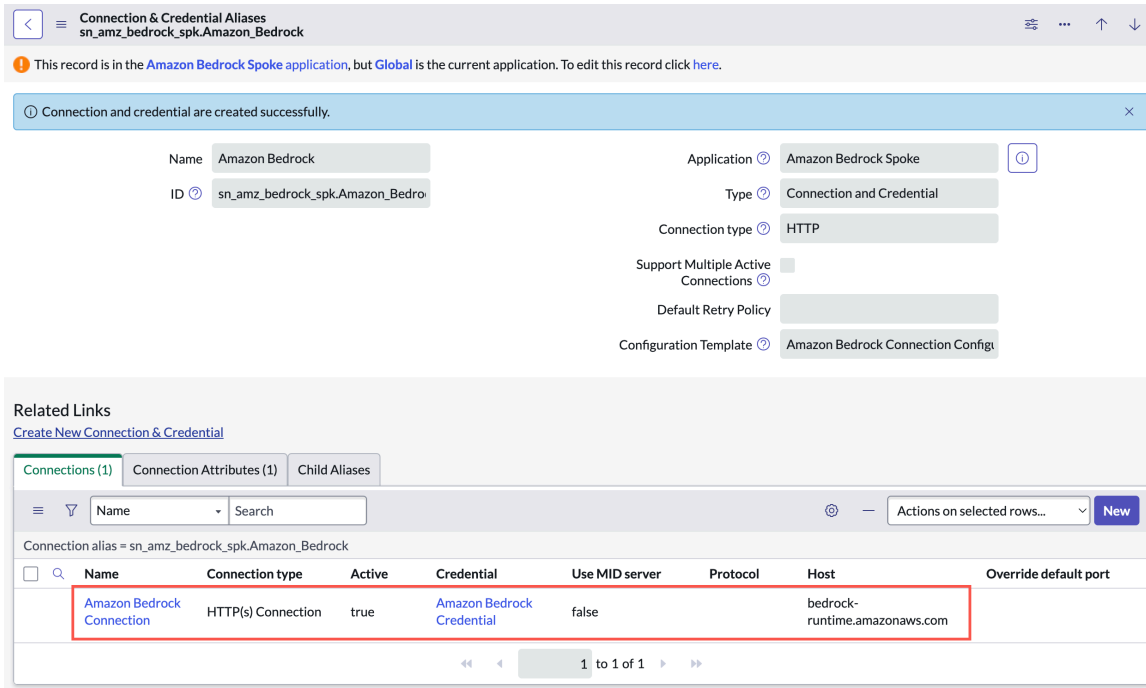 Connection & Credential Aliases
sn_amz_bedrock_spk.Amazon_Bedrock
This record is in the Amazon Bedrock Spoke application, but Global is the current application. To edit this record click here.
Connection and credential are created successfully.
Name Amazon Bedrock
ID sn_amz_bedrock_spk.Amazon_Bedro
Application Amazon Bedrock Spoke
Type Connection and Credential
Connection type HTTP
Support Multiple Active
Connections
Default Retry Policy
Configuration Template Amazon Bedrock Connection Config
Related Links
Create New Connection & Credential
Connections (1) Connection Attributes (1) Child Aliases
Name Search Actions on selected rows... New
Connection alias = sn_amz_bedrock_spk.Amazon_Bedrock
Name Connection type Active Credential Use MID server Protocol Host Override default port
Amazon Bedrock
Connection
HTTP(s) Connection true
Amazon Bedrock
Credential
false
bedrock-
runtime.amazonaws.com
1 to 1 of 1